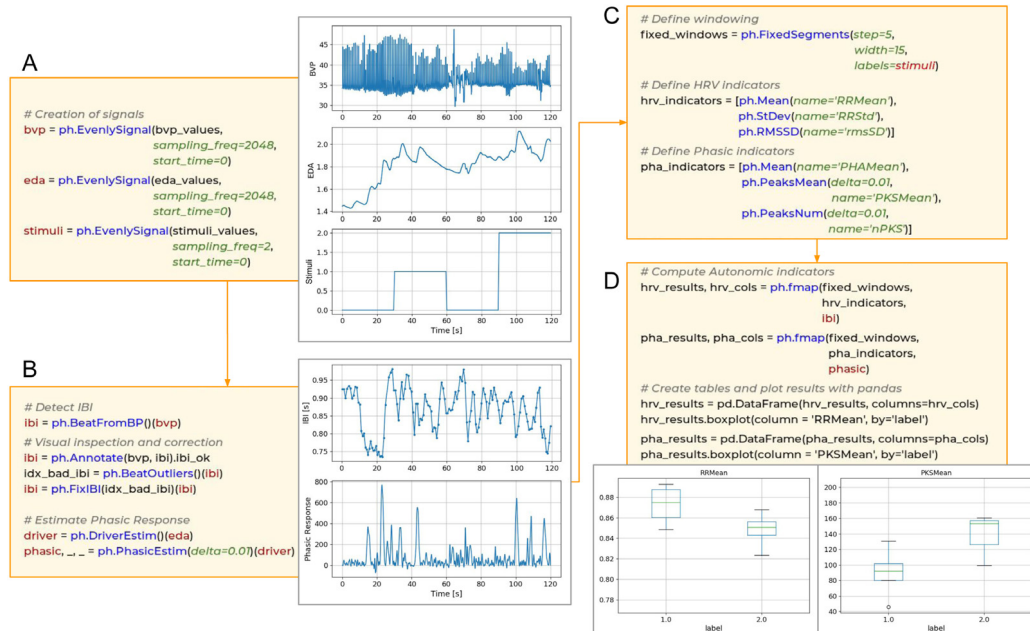 A
# Creation of signals
bvp = ph.EvenlySignal(bvp_values,
sampling_freq=2048,
start_time=0)
eda = ph.EvenlySignal(eda_values,
sampling_freq=2048,
start_time=0)
stimuli = ph.EvenlySignal(stimuli_values,
sampling_freq=2,
start_time=0)
BVP
45
40
35
30
EDA
2.0
1.8
1.6
1.4
Stimuli
2.0
1.5
1.0
0.5
0.0
0 20 40 60 80 100 120
Time [s]
B
# Detect IBI
ibi = ph.BeatFromBP()(bvp)
# Visual inspection and correction
ibi = ph.Annotate(bvp, ibi).ibi_ok
idx_bad_ibi = ph.BeatOutliers()(ibi)
ibi = ph.FixIBI(idx_bad_ibi)(ibi)
# Estimate Phasic Response
driver = ph.DriverEstim()(eda)
phasic, _, _ = ph.PhasicEstim(delta=0.01)(driver)
IBI [s]
0.95
0.90
0.85
0.80
0.75
Phasic Response
800
600
400
200
0
0 20 40 60 80 100 120
Time [s]
C
# Define windowing
fixed_windows = ph.FixedSegments(step=5,
width=15,
labels=stimuli)
# Define HRV indicators
hrv_indicators = [ph.Mean(name='RRMean'),
ph.StDev(name='RRStd'),
ph.RMSSD(name='rmsSD')]
# Define Phasic indicators
pha_indicators = [ph.Mean(name='PHAMean'),
ph.PeaksMean(delta=0.01,
name='PKSMean'),
ph.PeaksNum(delta=0.01,
name='nPKS')]
D
# Compute Autonomic indicators
hrv_results, hrv_cols = ph.fmap(fixed_windows,
hrv_indicators,
ibi)
pha_results, pha_cols = ph.fmap(fixed_windows,
pha_indicators,
phasic)
# Create tables and plot results with pandas
hrv_results = pd.DataFrame(hrv_results, columns=hrv_cols)
hrv_results.boxplot(column = 'RRMean', by='label')
pha_results = pd.DataFrame(pha_results, columns=pha_cols)
pha_results.boxplot(column = 'PKSMean', by='label')
RRMean
0.88
0.86
0.84
0.82
0.80
0.78
1.0 2.0
label
PKSMean
200
180
160
140
120
100
80
60
40
1.0 2.0
label